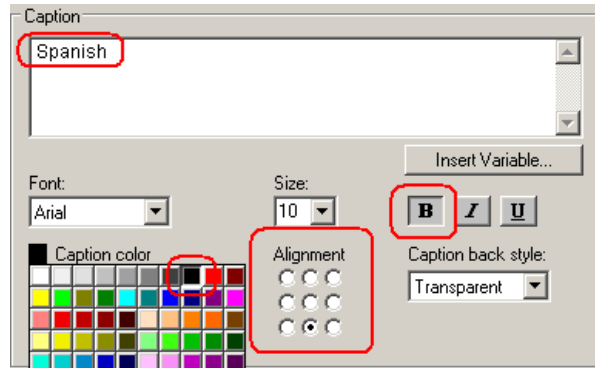 Caption
Spanish
Insert Variable...
Font:
Size:
Arial
10
B I U
Caption color
Alignment
Caption back style:
Transparent